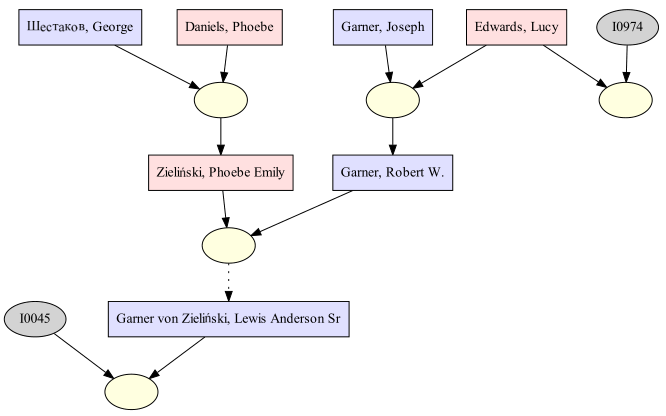 Шестаков, George
Daniels, Phoebe
Garner, Joseph
Edwards, Lucy
I0974
Zieliński, Phoebe Emily
Garner, Robert W.
Garner von Zieliński, Lewis Anderson Sr
I0045